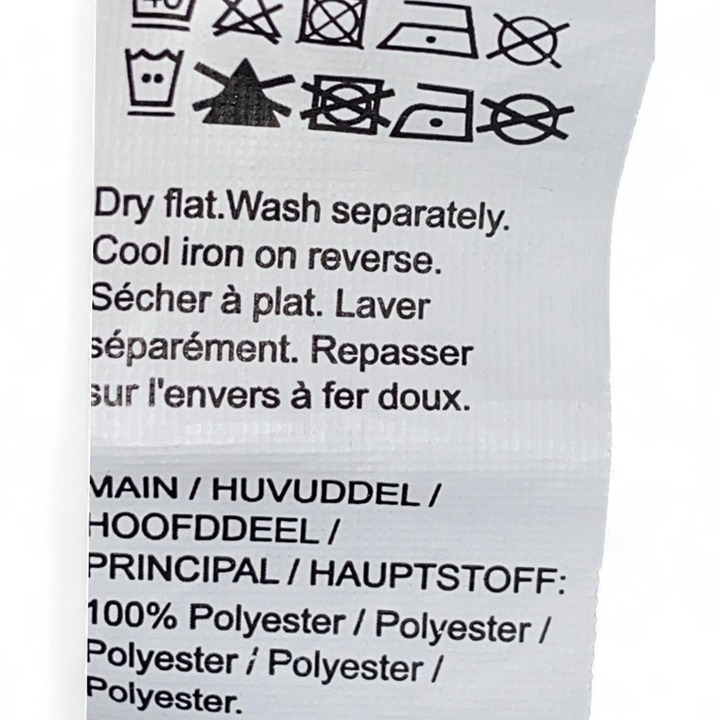 Dry flat.Wash separately.
Cool iron on reverse.
Sécher à plat. Laver
séparément. Repasser
sur l'envers à fer doux.
MAIN / HUVUDDEL /
HOOFDDEEL /
PRINCIPAL / HAUPTSTOFF:
100% Polyester / Polyester /
Polyester / Polyester /
Polyester.